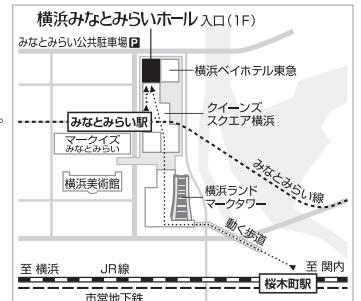 横浜みなとみらいホール 入口(1F)
みなとみらい公共駐車場 P
横浜ベイホテル東急
クイーンズ
スクエア横浜
みなとみらい駅
マークイズ
みなとみらい
みなとみらい線
横浜美術館
横浜ランド
マークタワー
動く歩道
至 横浜
JR線
至 関内
桜木町駅
市営地下鉄